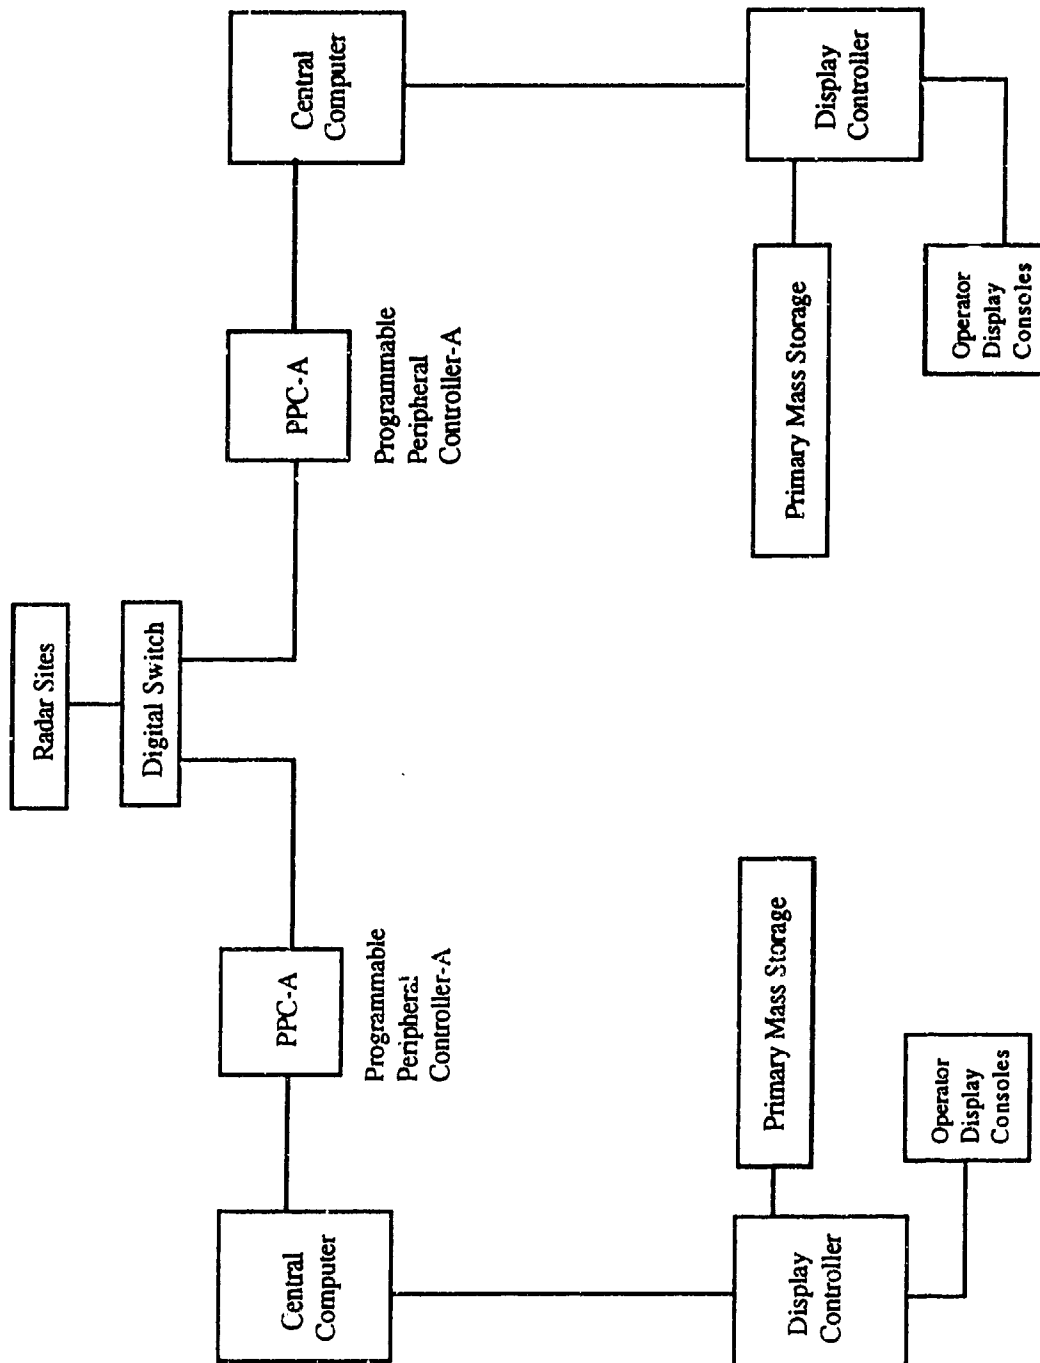 Radar Sites
Digital Switch
PPC-A
Programmable
Peripheral
Controller-A
PPC-A
Programmable
Peripheral
Controller-A
Central
Computer
Central
Computer
Primary Mass Storage
Primary Mass Storage
Display
Controller
Display
Controller
Operator
Display
Consoles
Operator
Display
Consoles